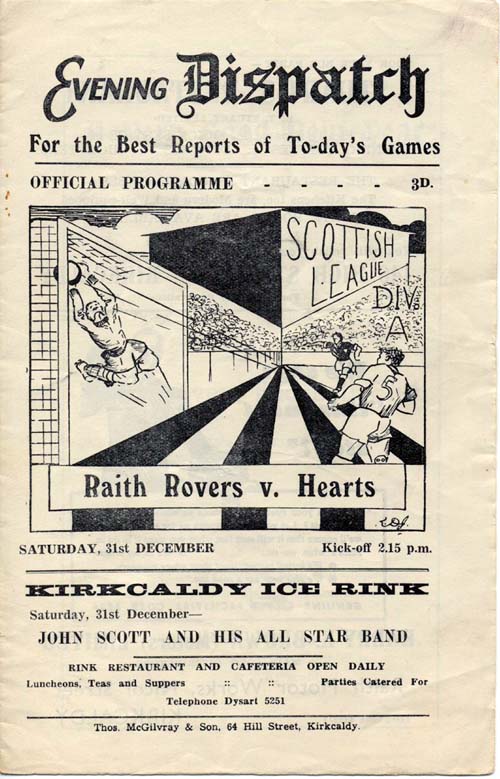 EVENING Dispatch
For the Best Reports of To-day's Games
OFFICIAL PROGRAMME - - - - 3D.
SCOTTISH
LEAGUE
DIV.
A
5
Raith Rovers v. Hearts
SATURDAY, 31st DECEMBER Kick-off 2.15 p.m.
KIRKCALDY ICE RINK
Saturday, 31st December—
JOHN SCOTT AND HIS ALL STAR BAND
RINK RESTAURANT AND CAFETERIA OPEN DAILY
Luncheons, Teas and Suppers :: :: Parties Catered For
Telephone Dysart 5251
Thos. McGilvray & Son, 64 Hill Street, Kirkcaldy.